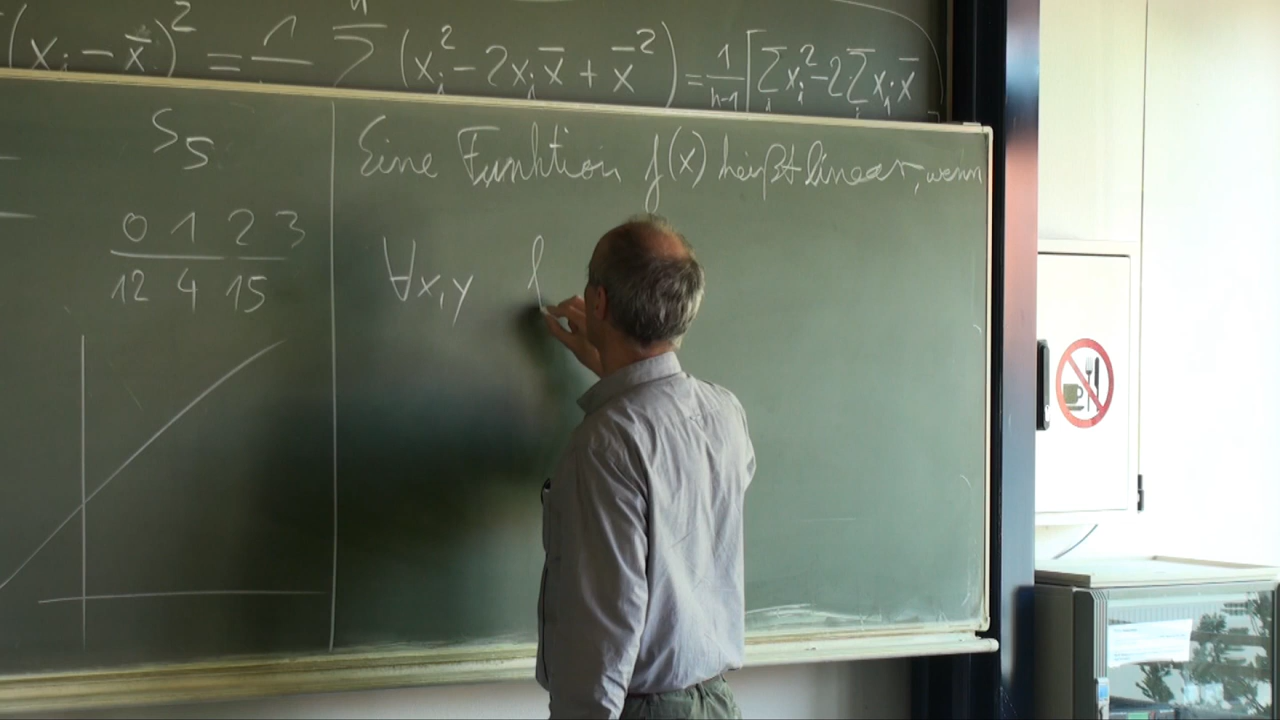 (xᵢ - x̄)² = 1 ∑ (xᵢ² - 2xᵢx̄ + x̄²) = 1/n-1 [∑ᵢ xᵢ² - 2∑ᵢ xᵢ x̄
S₅
0 1 2 3
12 4 15
Eine Funktion f(x) heißt linear, wenn
∀x,y f